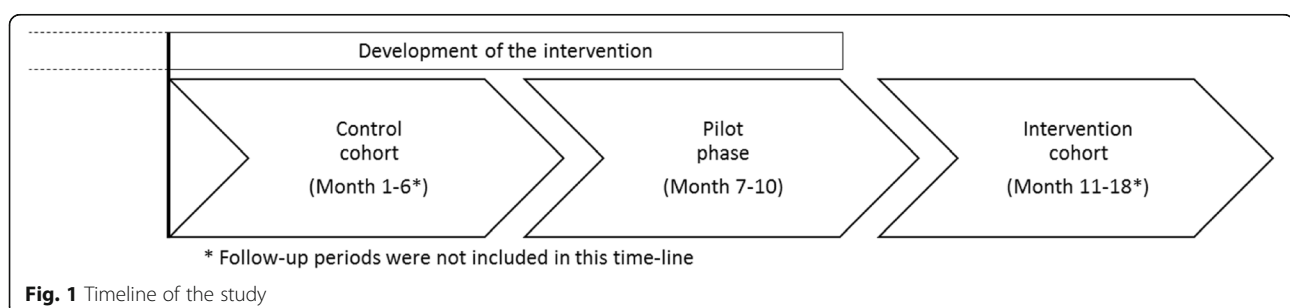 Development of the intervention
Control
cohort
(Month 1-6*)
Pilot
phase
(Month 7-10)
Intervention
cohort
(Month 11-18*)
* Follow-up periods were not included in this time-line
Fig. 1 Timeline of the study